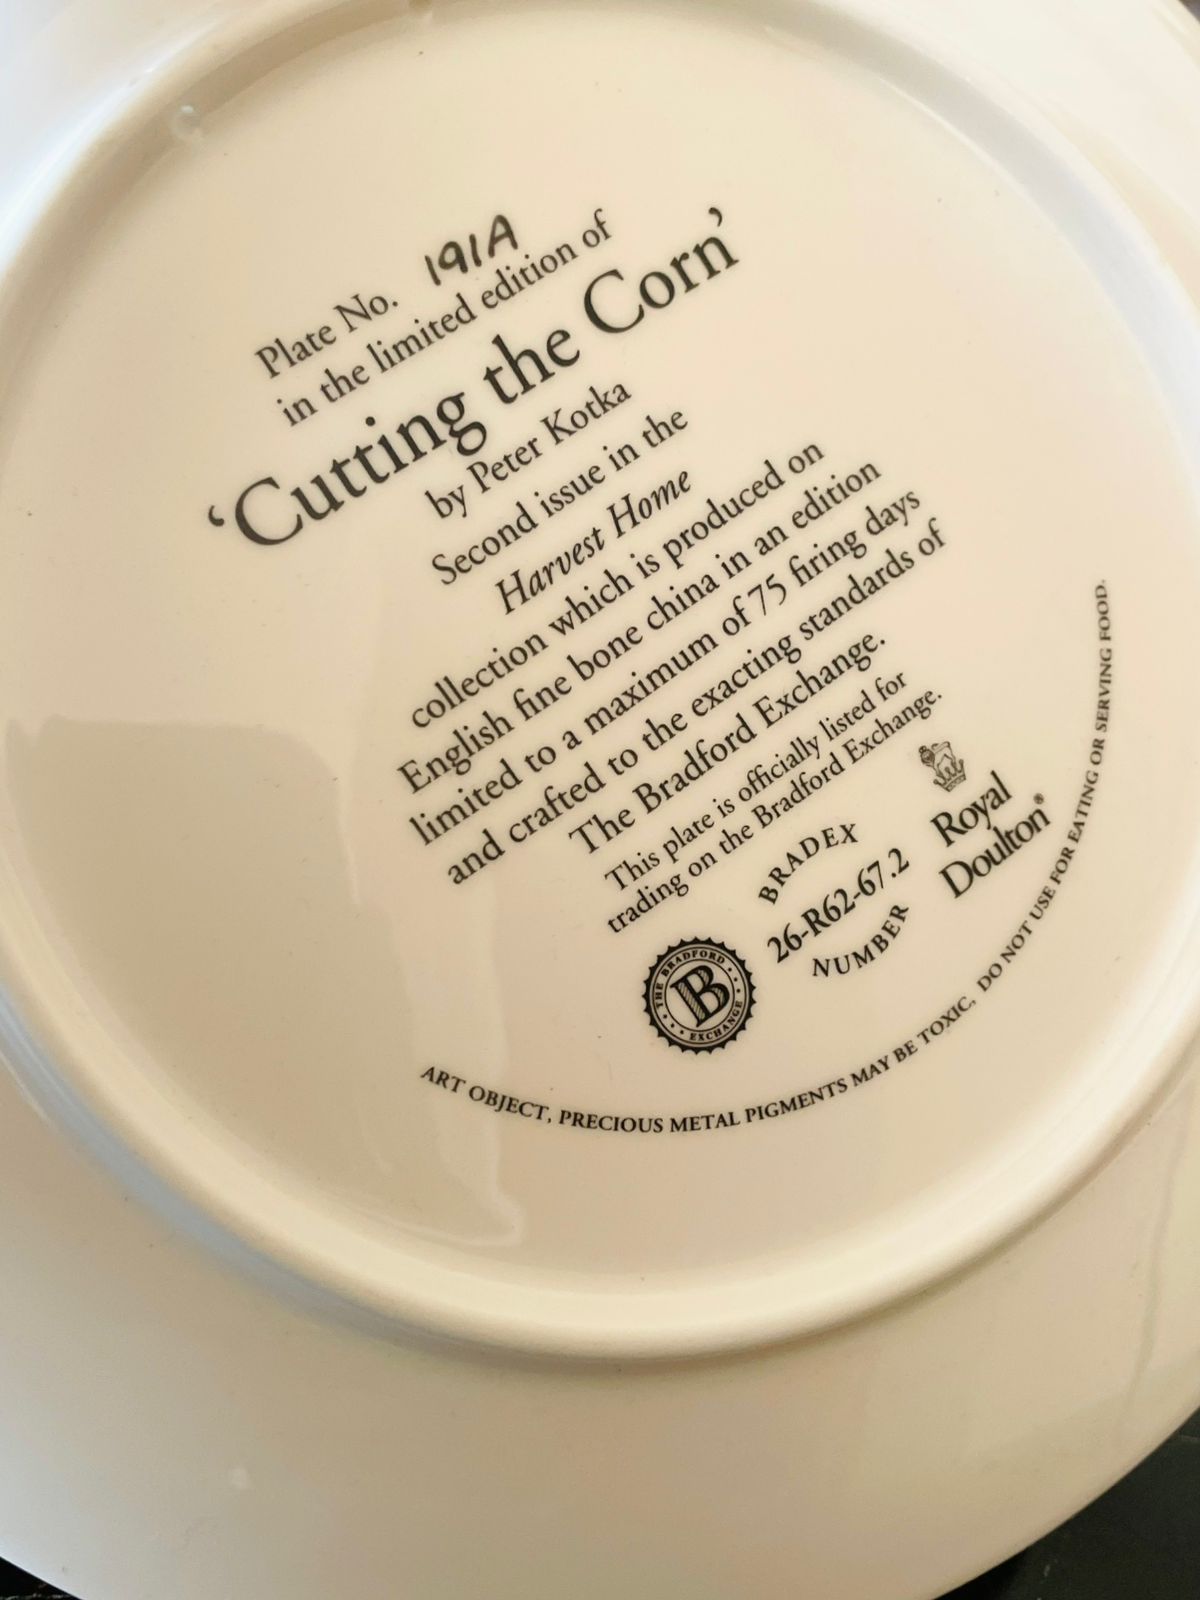 Plate No. 191A
in the limited edition of
‘Cutting the Corn’
by Peter Kotka
Second issue in the
Harvest Home
collection which is produced on
English fine bone china in an edition
limited to a maximum of 75 firing days
and crafted to the exacting standards of
The Bradford Exchange.
This plate is officially listed for
trading on the Bradford Exchange.
THE BRADFORD
B
EXCHANGE
BRADEX
26-R62-67.2
NUMBER
Royal
Doulton®
ART OBJECT, PRECIOUS METAL PIGMENTS MAY BE TOXIC, DO NOT USE FOR EATING OR SERVING FOOD.